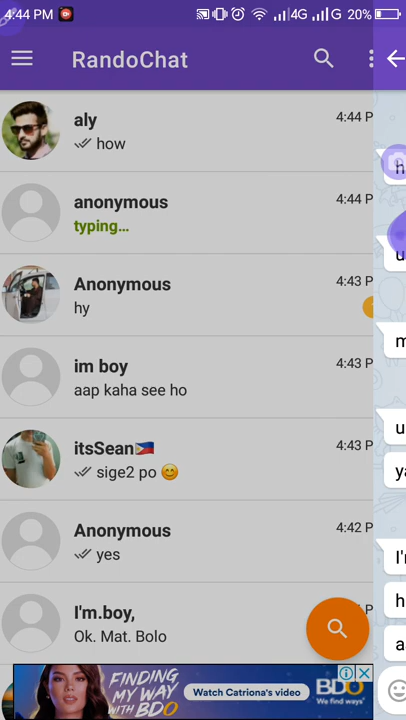 4:44 PM 4G G 20%
RandoChat
aly
4:44 P
how
anonymous
4:44 P
typing...
Anonymous
4:43 P
hy
im boy
4:43 P
aap kaha see ho
itsSean🇵🇭
4:43 P
sige2 po 😊
Anonymous
4:42 P
yes
I'm.boy,
Ok. Mat. Bolo
FINDING
MY WAY
WITH BDO
Watch Catriona's video
BDO
We find ways
h
u
m
u
ya
I'
h
a